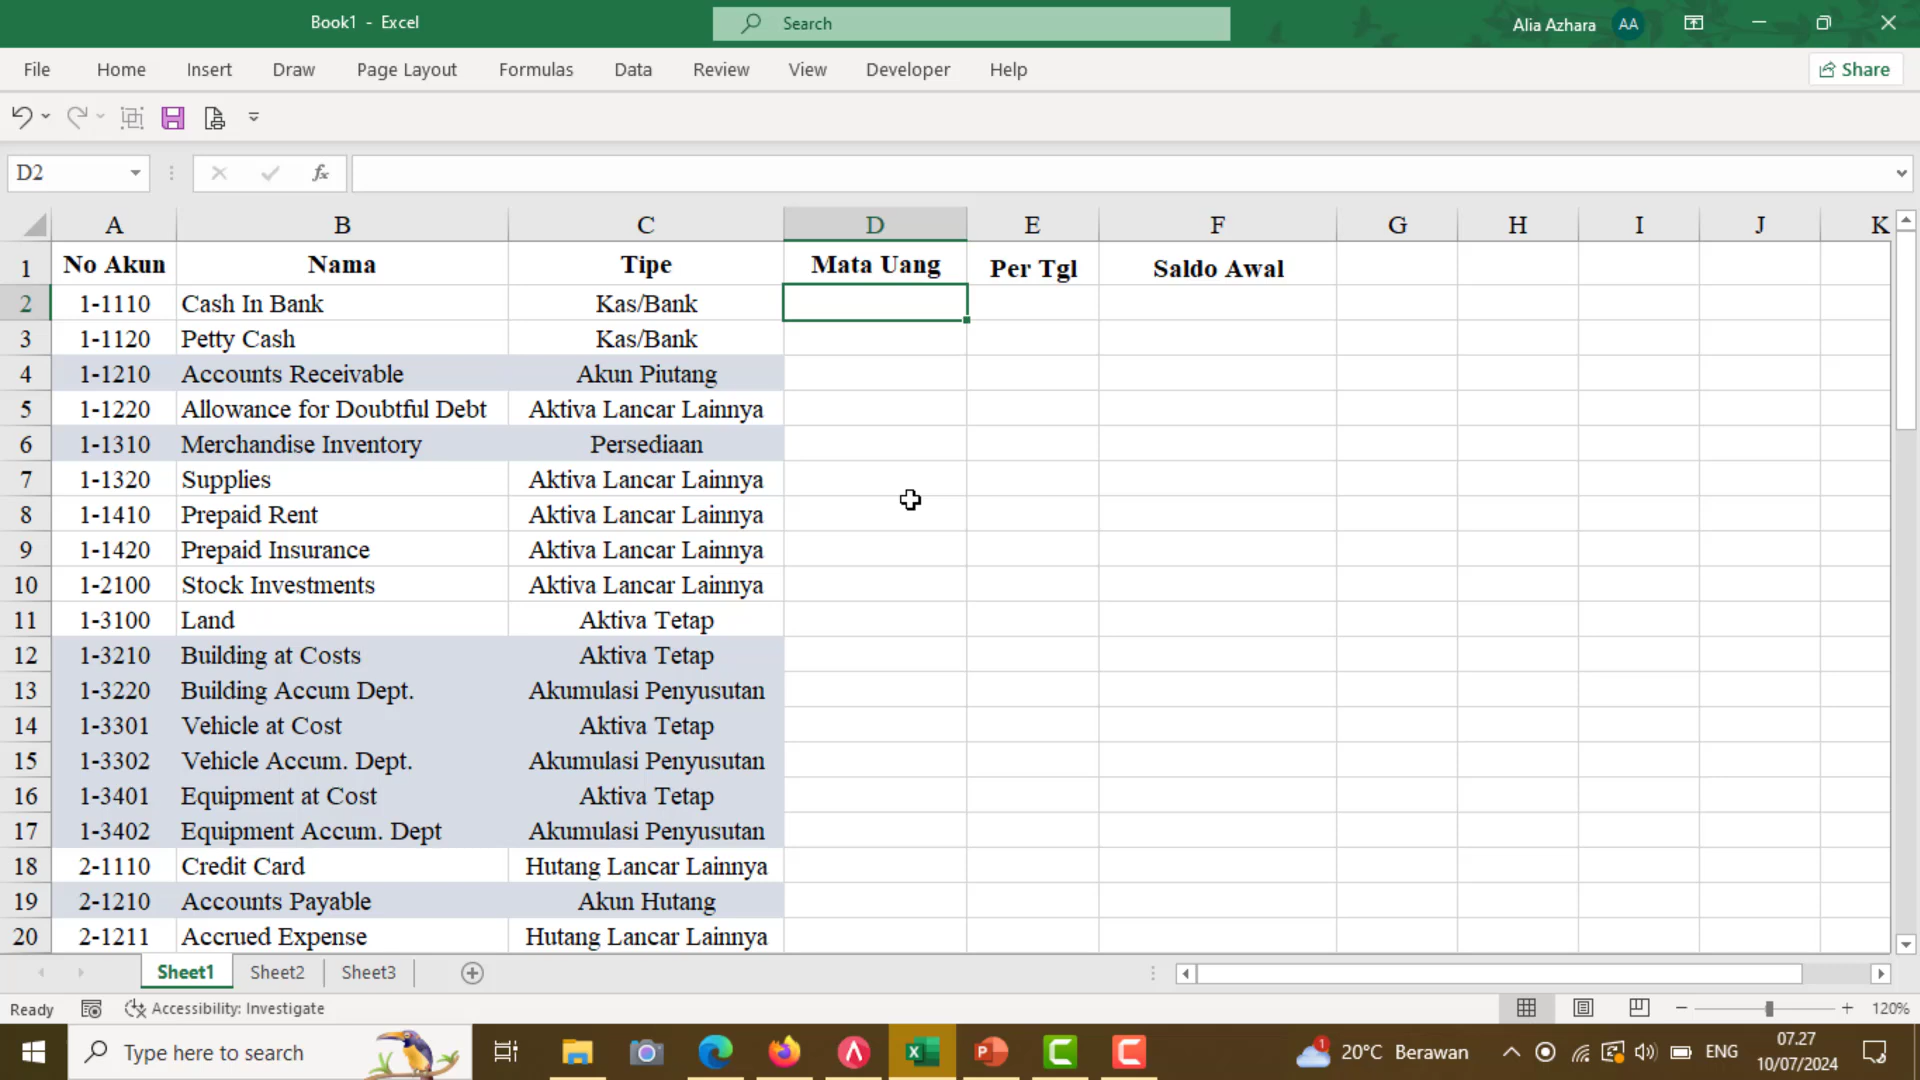 Book1 - Excel
Search
Alia Azhara AA
File Home Insert Draw Page Layout Formulas Data Review View Developer Help
Share
D2
fx
A B C D E F G H I J K
1 No Akun Nama Tipe Mata Uang Per Tgl Saldo Awal
2 1-1110 Cash In Bank Kas/Bank
3 1-1120 Petty Cash Kas/Bank
4 1-1210 Accounts Receivable Akun Piutang
5 1-1220 Allowance for Doubtful Debt Aktiva Lancar Lainnya
6 1-1310 Merchandise Inventory Persediaan
7 1-1320 Supplies Aktiva Lancar Lainnya
8 1-1410 Prepaid Rent Aktiva Lancar Lainnya
9 1-1420 Prepaid Insurance Aktiva Lancar Lainnya
10 1-2100 Stock Investments Aktiva Lancar Lainnya
11 1-3100 Land Aktiva Tetap
12 1-3210 Building at Costs Aktiva Tetap
13 1-3220 Building Accum Dept. Akumulasi Penyusutan
14 1-3301 Vehicle at Cost Aktiva Tetap
15 1-3302 Vehicle Accum. Dept. Akumulasi Penyusutan
16 1-3401 Equipment at Cost Aktiva Tetap
17 1-3402 Equipment Accum. Dept Akumulasi Penyusutan
18 2-1110 Credit Card Hutang Lancar Lainnya
19 2-1210 Accounts Payable Akun Hutang
20 2-1211 Accrued Expense Hutang Lancar Lainnya
Sheet1 Sheet2 Sheet3
Ready Accessibility: Investigate 120%
Type here to search
1 20°C Berawan ENG
07.27
10/07/2024